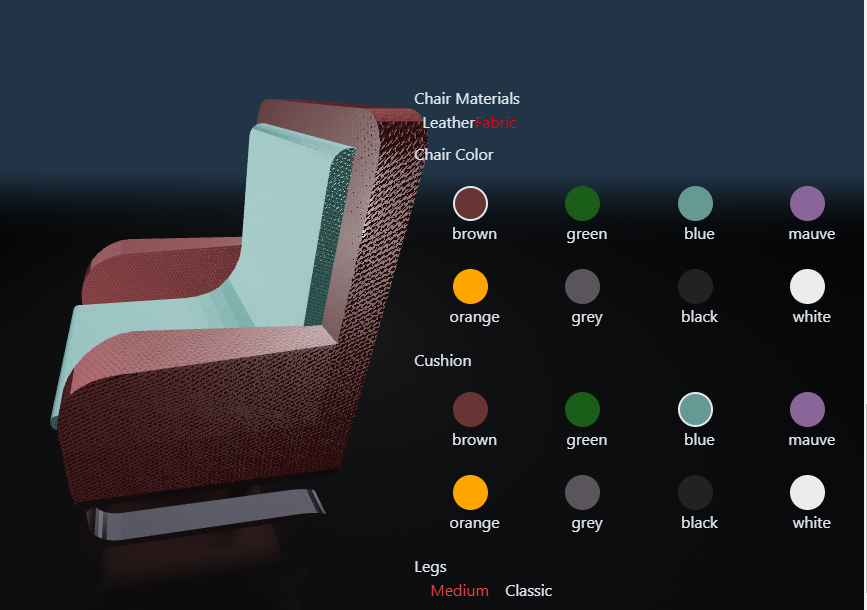 Chair Materials
LeatherFabric
Chair Color
brown green blue mauve
orange grey black white
Cushion
brown green blue mauve
orange grey black white
Legs
Medium Classic